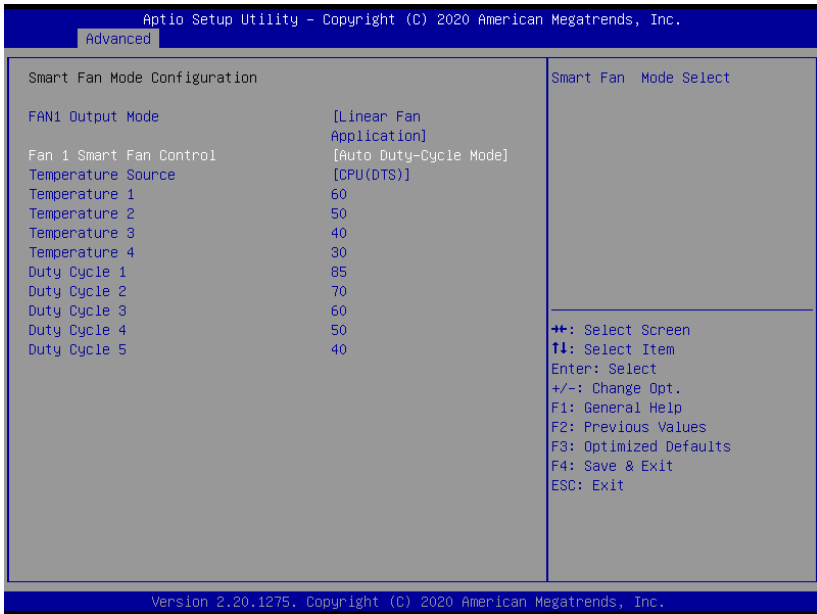 Aptio Setup Utility – Copyright (C) 2020 American Megatrends, Inc.
Advanced
Smart Fan Mode Configuration
Smart Fan  Mode Select
FAN1 Output Mode [Linear Fan
Application]
Fan 1 Smart Fan Control [Auto Duty-Cycle Mode]
Temperature Source [CPU(DTS)]
Temperature 1 60
Temperature 2 50
Temperature 3 40
Temperature 4 30
Duty Cycle 1 85
Duty Cycle 2 70
Duty Cycle 3 60
Duty Cycle 4 50
Duty Cycle 5 40
→←: Select Screen
↑↓: Select Item
Enter: Select
+/-: Change Opt.
F1: General Help
F2: Previous Values
F3: Optimized Defaults
F4: Save & Exit
ESC: Exit
Version 2.20.1275. Copyright (C) 2020 American Megatrends, Inc.